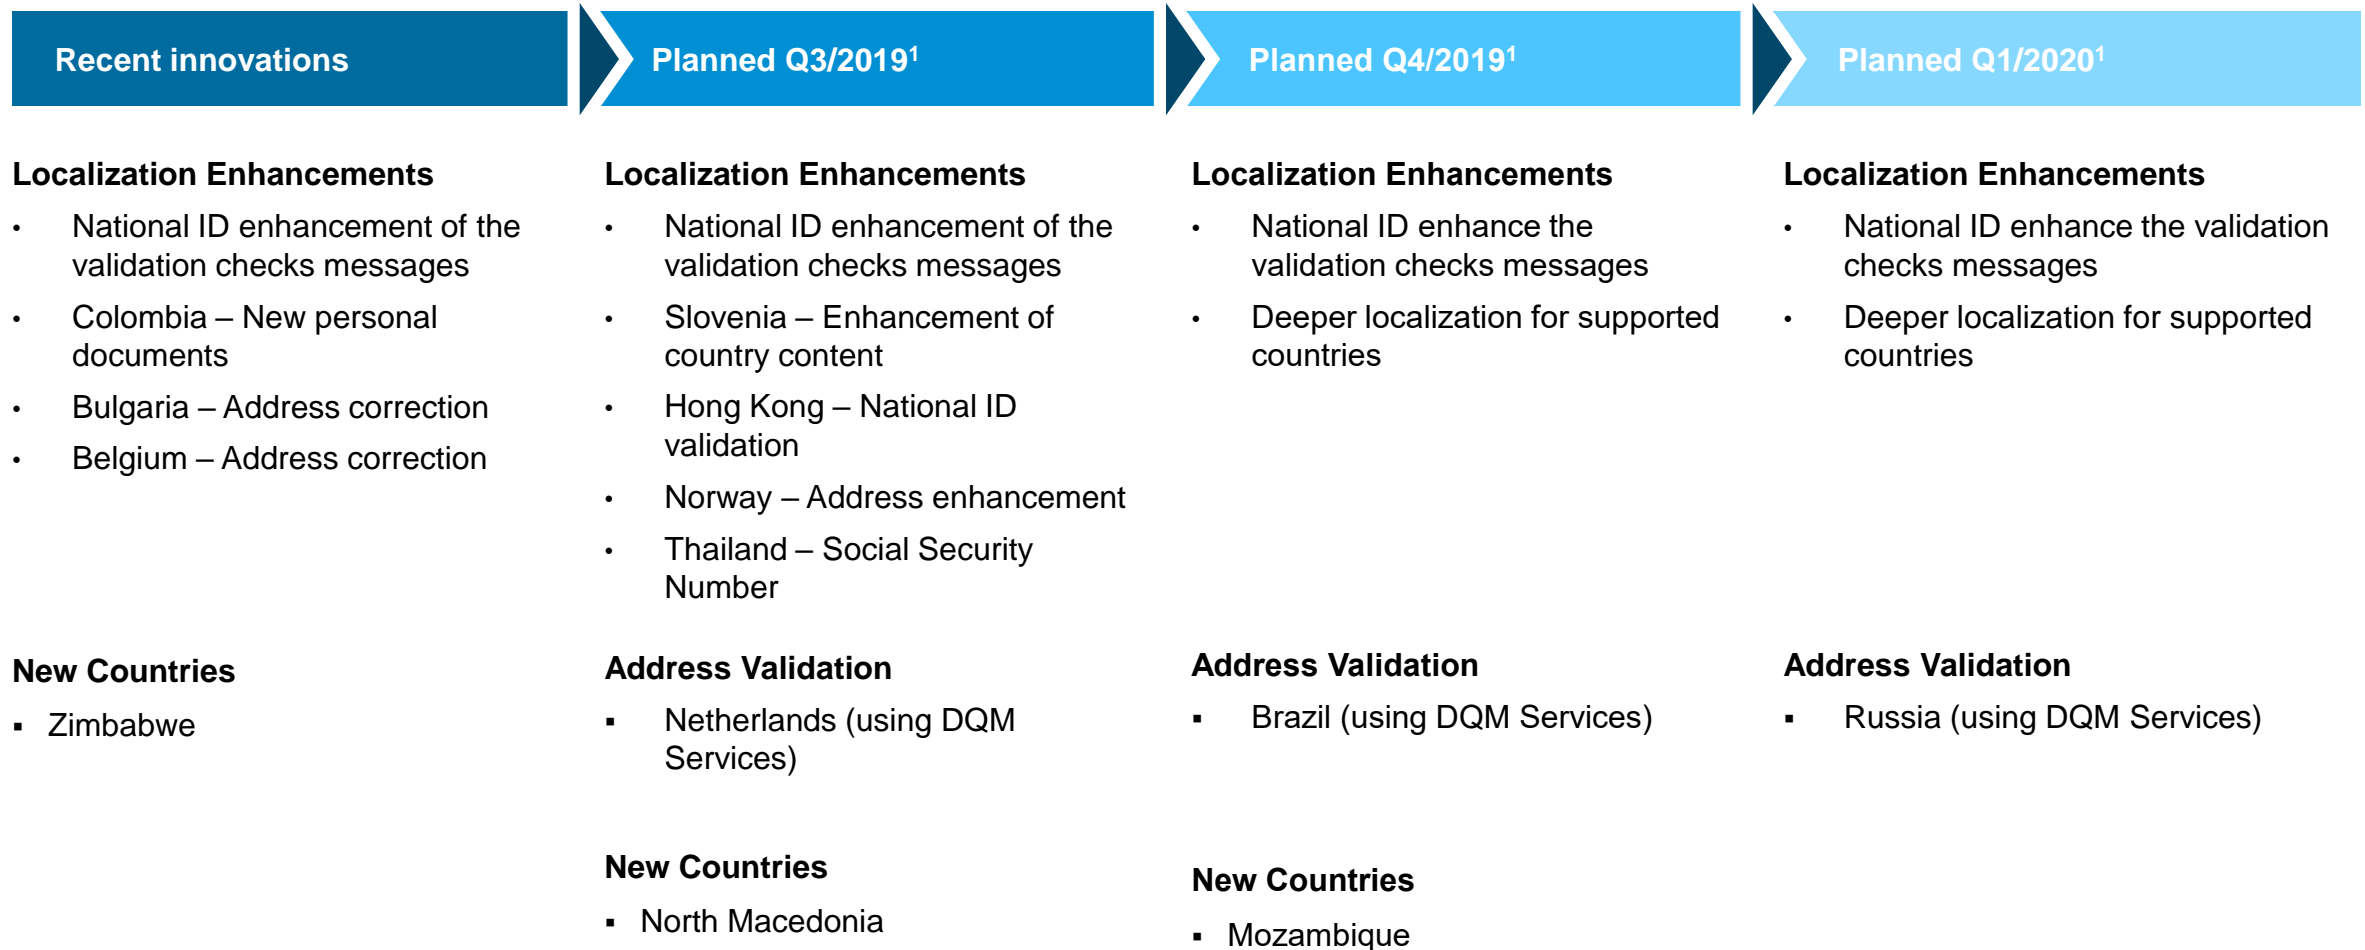 Recent innovations
Planned Q3/2019¹
Planned Q4/2019¹
Planned Q1/2020¹
Localization Enhancements
• National ID enhancement of the
validation checks messages
• Colombia – New personal
documents
• Bulgaria – Address correction
• Belgium – Address correction
New Countries
▪ Zimbabwe
Localization Enhancements
• National ID enhancement of the
validation checks messages
• Slovenia – Enhancement of
country content
• Hong Kong – National ID
validation
• Norway – Address enhancement
• Thailand – Social Security
Number
Address Validation
▪ Netherlands (using DQM
Services)
New Countries
▪ North Macedonia
Localization Enhancements
• National ID enhance the
validation checks messages
• Deeper localization for supported
countries
Address Validation
▪ Brazil (using DQM Services)
New Countries
▪ Mozambique
Localization Enhancements
• National ID enhance the validation
checks messages
• Deeper localization for supported
countries
Address Validation
▪ Russia (using DQM Services)